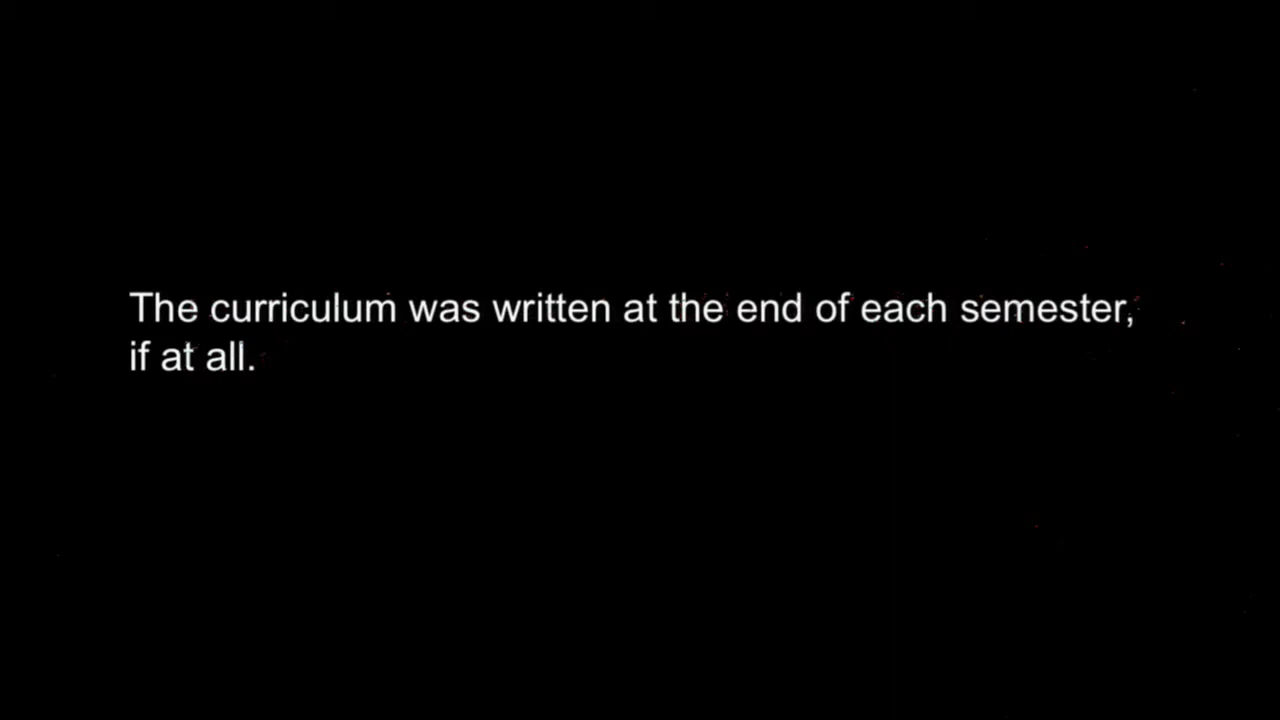 The curriculum was written at the end of each semester,
if at all.